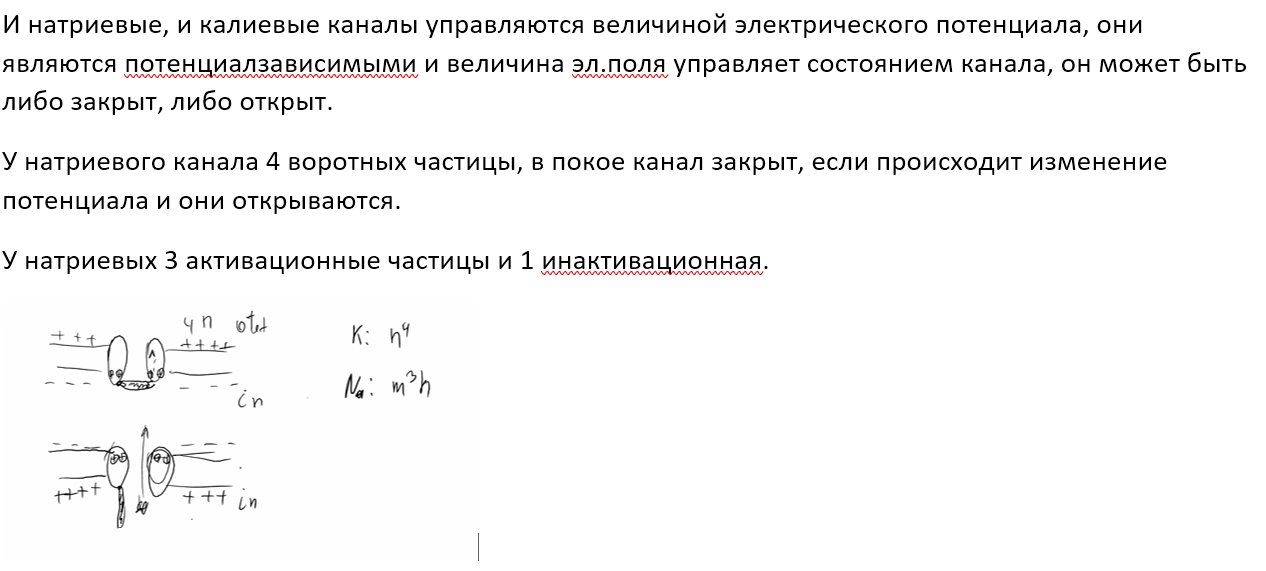 И натриевые, и калиевые каналы управляются величиной электрического потенциала, они
являются потенциалзависимыми и величина эл.поля управляет состоянием канала, он может быть
либо закрыт, либо открыт.
У натриевого канала 4 воротных частицы, в покое канал закрыт, если происходит изменение
потенциала и они открываются.
У натриевых 3 активационные частицы и 1 инактивационная.
+ + + 4 n
+ + + +
K: n⁴
- - - - - -
in
Na: m³h
- - - - - -
+ + + + + + + in